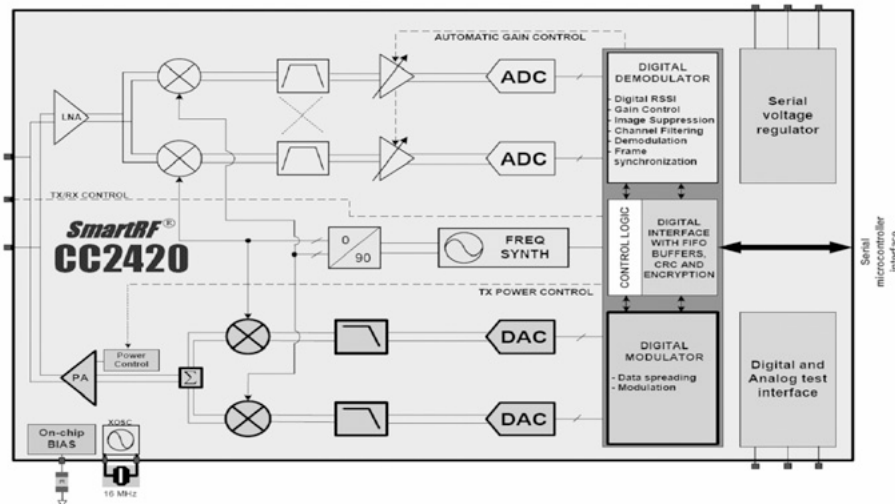 AUTOMATIC GAIN CONTROL
LNA
ADC
ADC
DIGITAL
DEMODULATOR
- Digital RSSI
- Gain Control
- Image Suppression
- Channel Filtering
- Demodulation
- Frame
synchronization
Serial
voltage
regulator
TX/RX CONTROL
SmartRF®
CC2420
0
90
FREQ
SYNTH
CONTROL LOGIC
DIGITAL
INTERFACE
WITH FIFO
BUFFERS,
CRC AND
ENCRYPTION
Serial
microcontroller
interface
TX POWER CONTROL
Power
Control
PA
Σ
DAC
DAC
DIGITAL
MODULATOR
- Data spreading
- Modulation
Digital and
Analog test
interface
On-chip
BIAS
XOSC
16 MHz
R